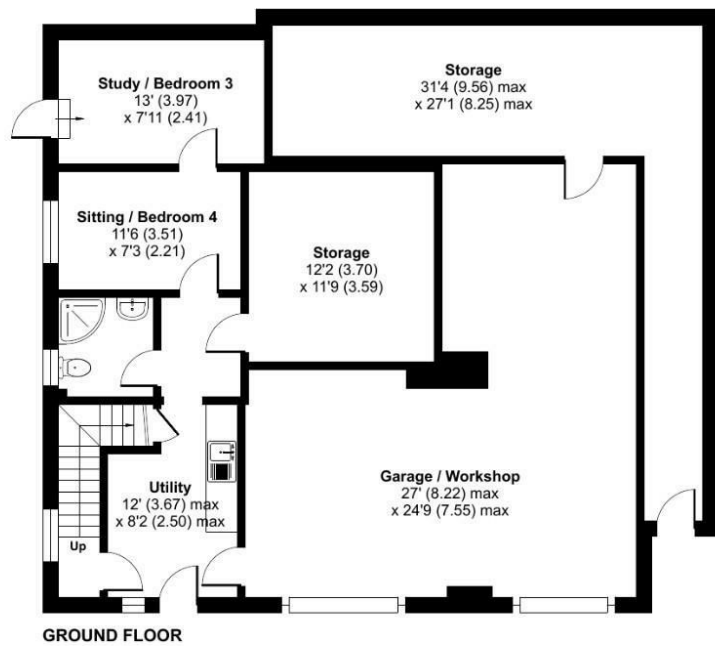 Study / Bedroom 3
13' (3.97)
x 7'11 (2.41)
Storage
31'4 (9.56) max
x 27'1 (8.25) max
Sitting / Bedroom 4
11'6 (3.51)
x 7'3 (2.21)
Storage
12'2 (3.70)
x 11'9 (3.59)
Utility
12' (3.67) max
x 8'2 (2.50) max
Garage / Workshop
27' (8.22) max
x 24'9 (7.55) max
Up
GROUND FLOOR